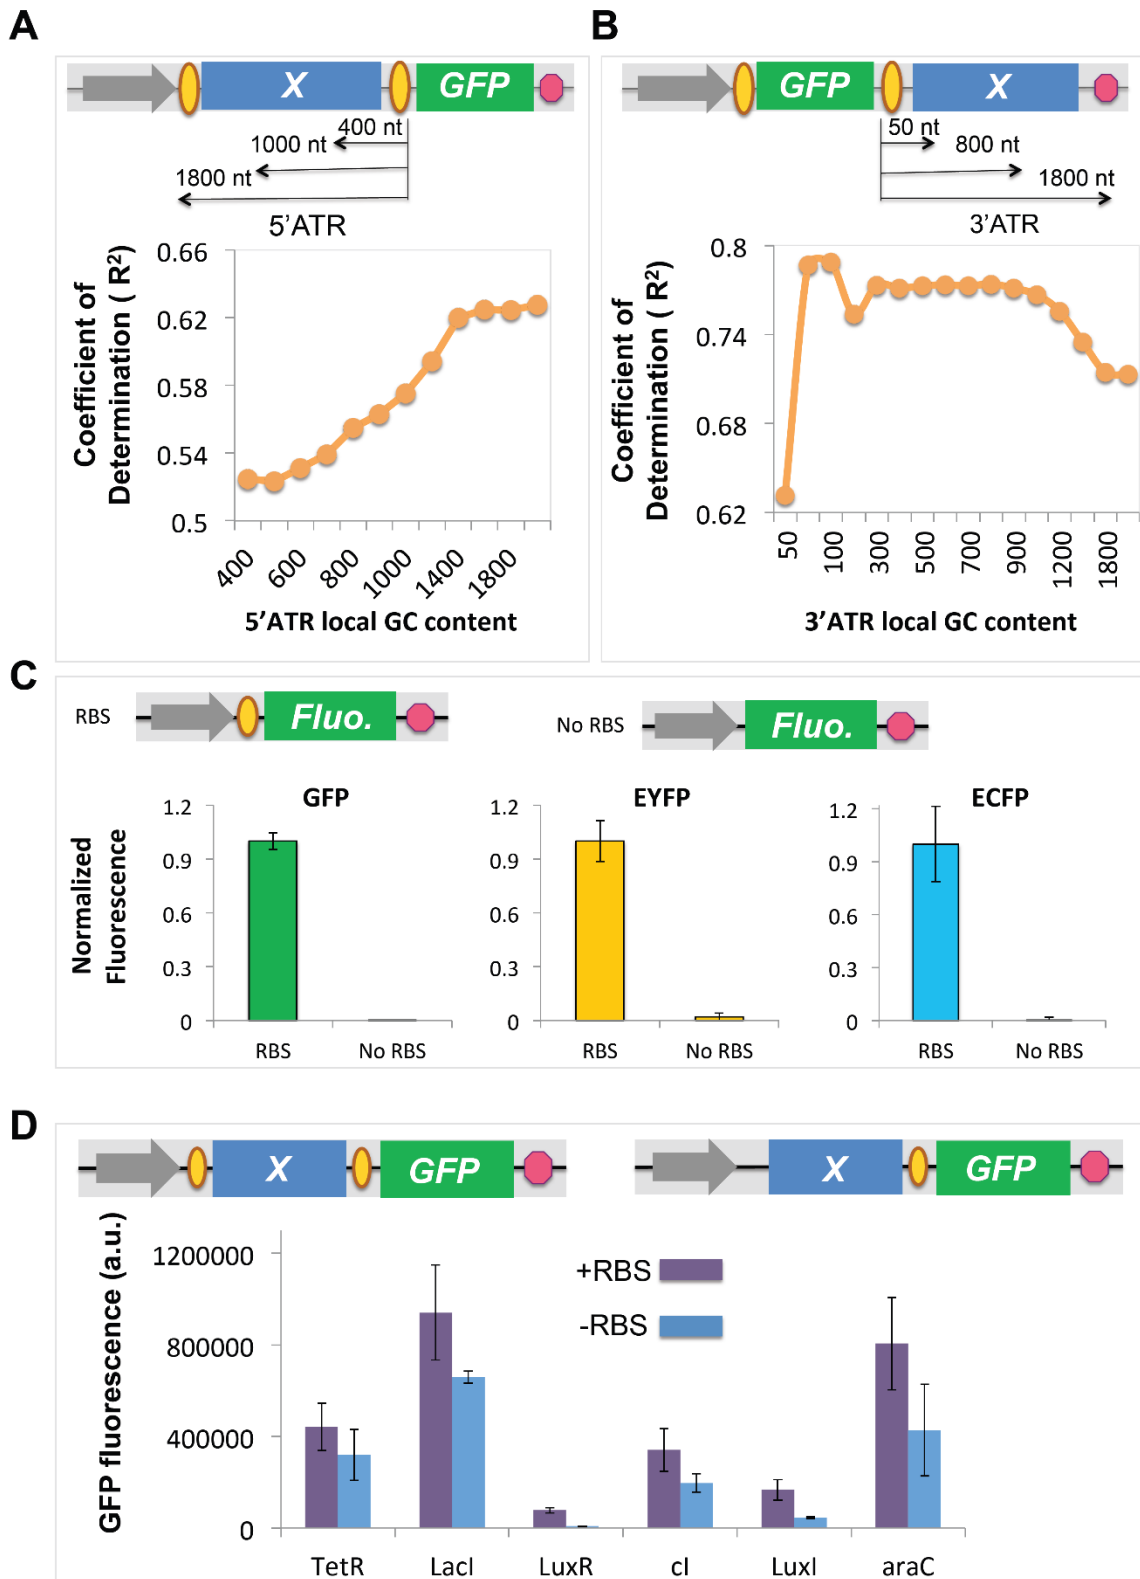 A
X
GFP
400 nt
1000 nt
1800 nt
5'ATR
Coefficient of
Determination ( R²)
0.66
0.62
0.58
0.54
0.5
400
600
800
1000
1400
1800
5'ATR local GC content
B
GFP
X
50 nt
800 nt
1800 nt
3'ATR
Coefficient of
Determination ( R²)
0.8
0.74
0.68
0.62
50
100
300
500
700
900
1200
1800
3'ATR local GC content
C
RBS
Fluo.
No RBS
Fluo.
Normalized
Fluorescence
GFP
1.2
0.9
0.6
0.3
0
RBS
No RBS
EYFP
1.2
0.9
0.6
0.3
0
RBS
No RBS
ECFP
1.2
0.9
0.6
0.3
0
RBS
No RBS
D
X
GFP
X
GFP
GFP fluorescence (a.u.)
1200000
800000
400000
0
+RBS
-RBS
TetR
LacI
LuxR
cI
LuxI
araC